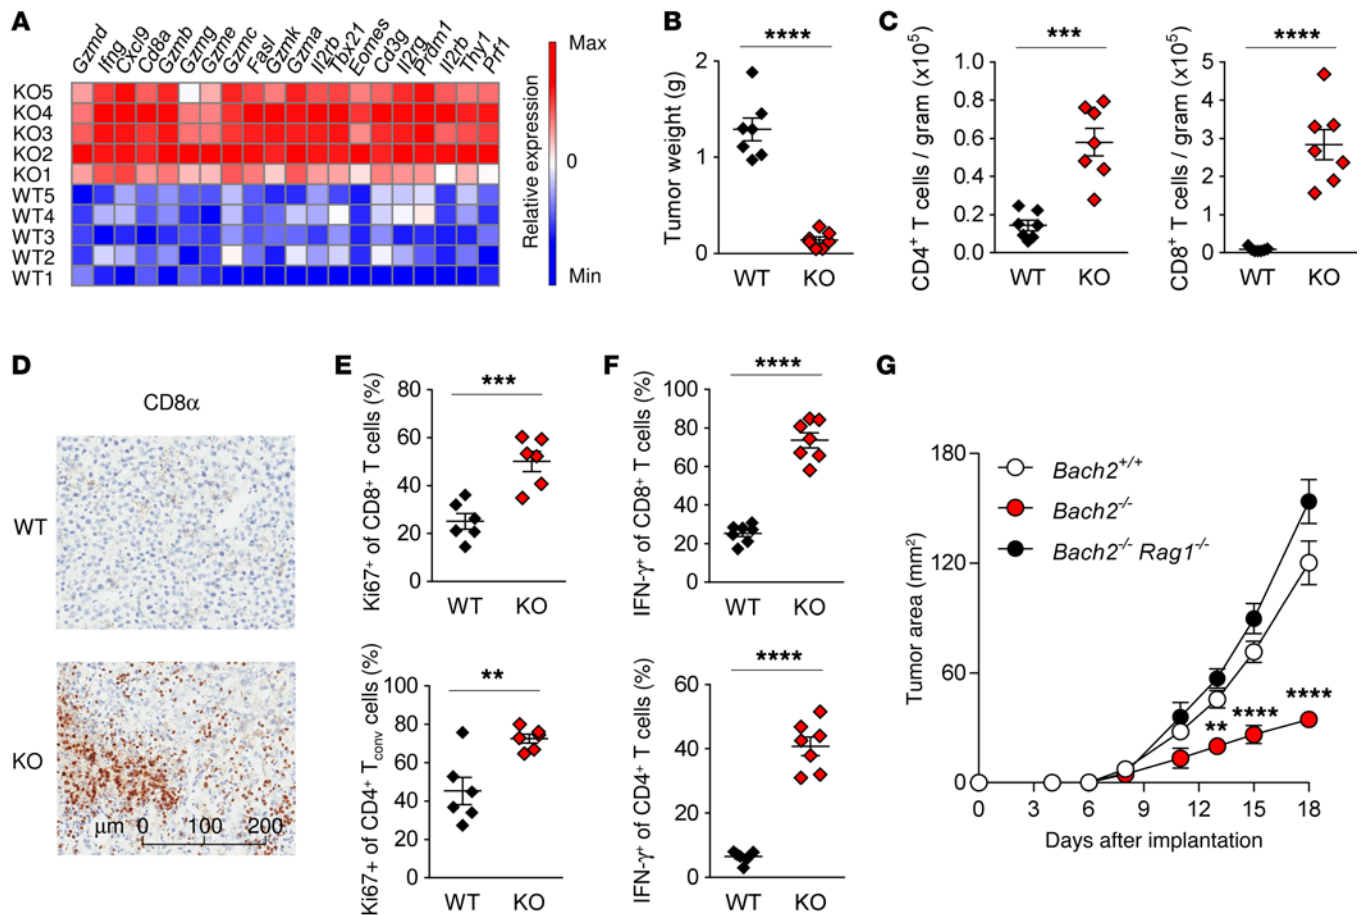 A
Gzmd Ifng Cxcl9 Cd8a Gzmb Gzmg Gzme Gzmc Fasl Gzmk Gzma Il2rb Tbx21 Eomes Cd3g Il2rg Prdm1 Il2rb Thy1 Prf1
KO5
KO4
KO3
KO2
KO1
WT5
WT4
WT3
WT2
WT1
Max
0
Min
Relative expression
B
****
Tumor weight (g)
2
1
0
WT KO
C
***
CD4+ T cells / gram (x10⁵)
1.0
0.8
0.6
0.4
0.2
0.0
WT KO
****
CD8+ T cells / gram (x10⁵)
5
4
3
2
1
0
WT KO
D
CD8α
WT
KO
μm 0 100 200
E
***
Ki67⁺ of CD8⁺ T cells (%)
80
60
40
20
0
WT KO
**
Ki67+ of CD4⁺ Tconv cells (%)
100
80
60
40
20
0
WT KO
F
****
IFN-γ⁺ of CD8⁺ T cells (%)
100
80
60
40
20
0
WT KO
****
IFN-γ⁺ of CD4⁺ T cells (%)
60
40
20
0
WT KO
G
Bach2⁺/⁺
Bach2⁻/⁻
Bach2⁻/⁻ Rag1⁻/⁻
Tumor area (mm²)
180
120
60
0
** **** ****
0 3 6 9 12 15 18
Days after implantation